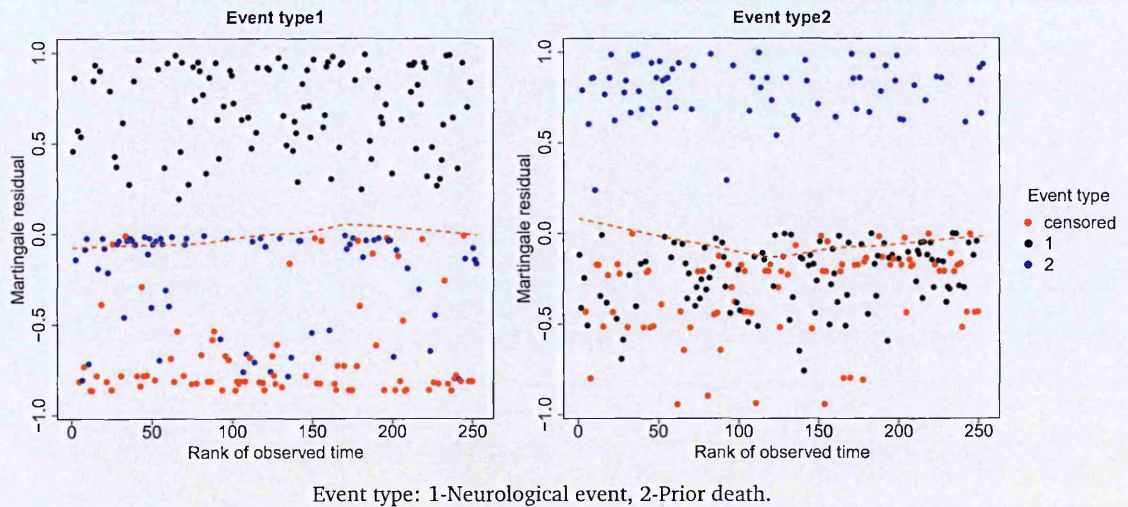 Event type1
Martingale residual
1.0
0.5
0.0
−0.5
−1.0
0 50 100 150 200 250
Rank of observed time
Event type2
Martingale residual
1.0
0.5
0.0
−0.5
−1.0
0 50 100 150 200 250
Rank of observed time
Event type
censored
1
2
Event type: 1-Neurological event, 2-Prior death.